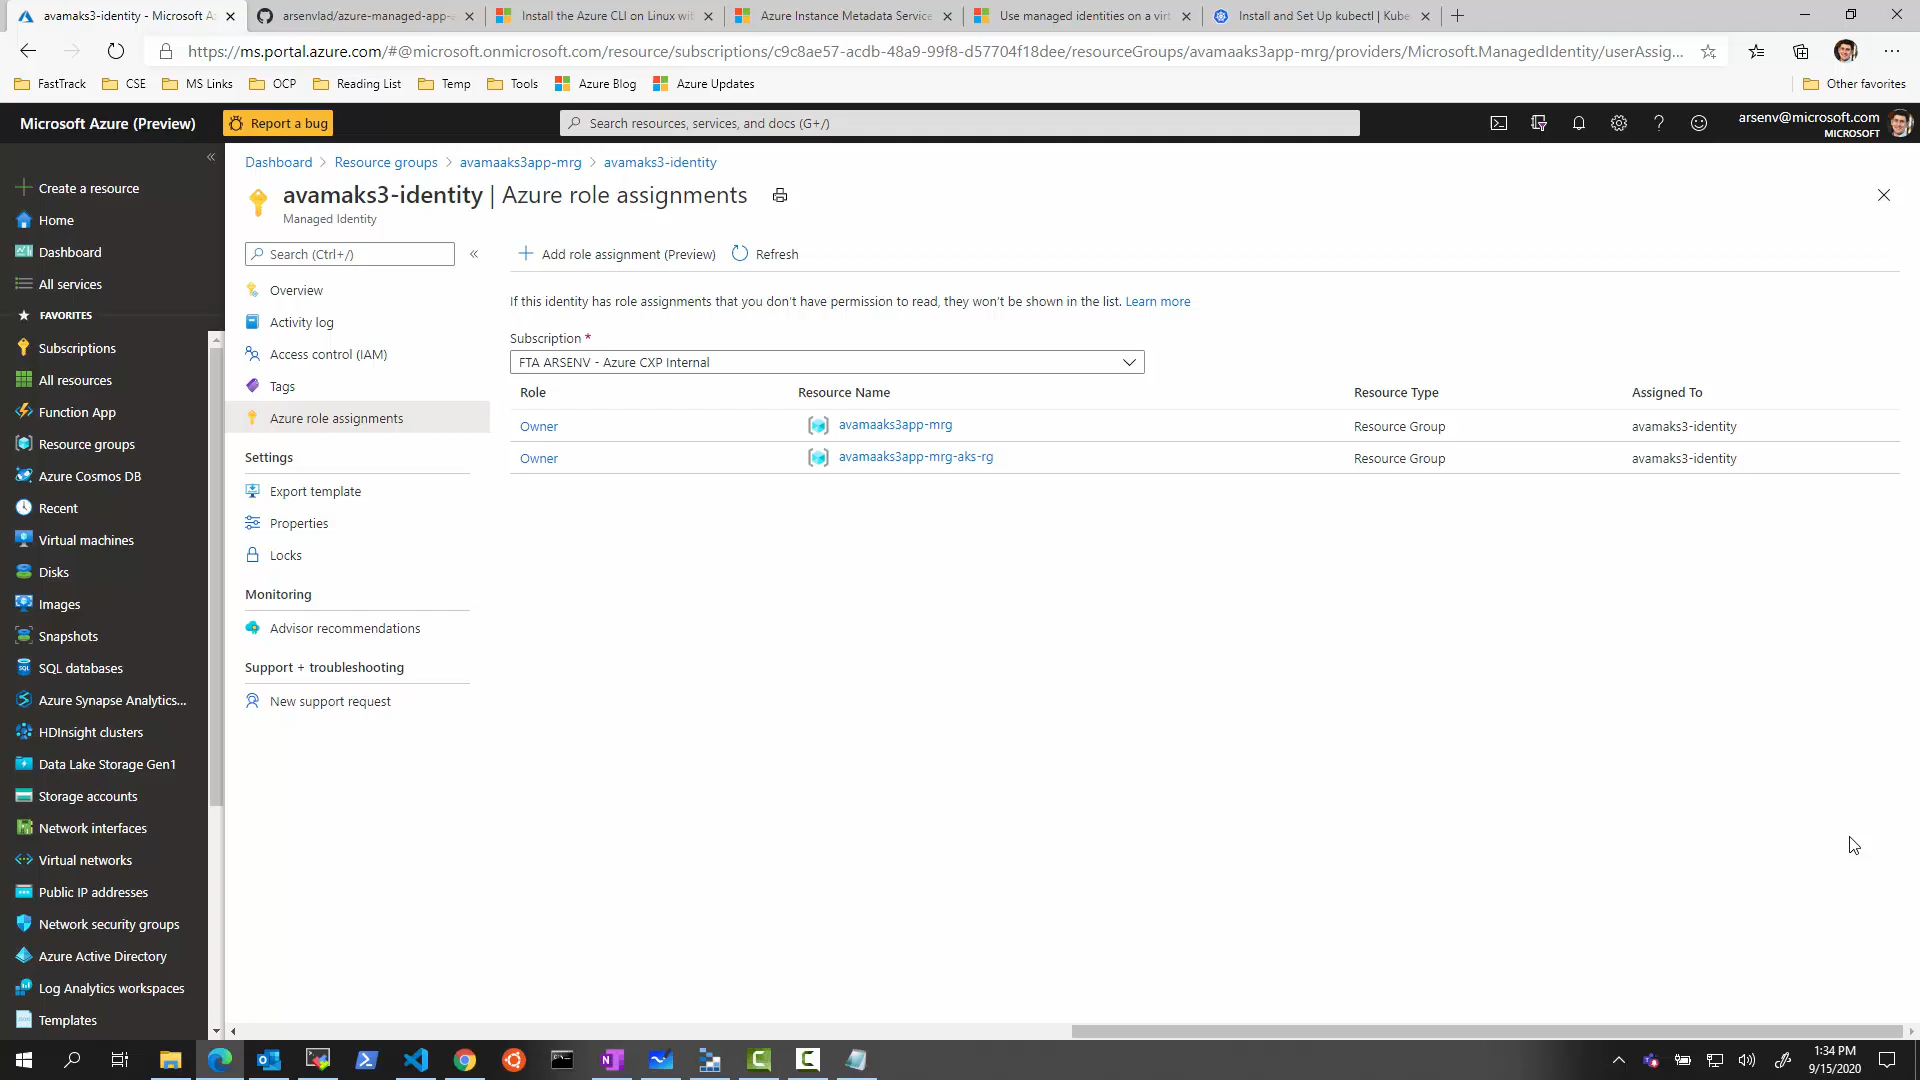 avamaks3-identity - Microsoft A
arsenvlad/azure-managed-app-
Install the Azure CLI on Linux wit
Azure Instance Metadata Service
Use managed identities on a virt
Install and Set Up kubectl | Kube
https://ms.portal.azure.com/#@microsoft.onmicrosoft.com/resource/subscriptions/c9c8ae57-acdb-48a9-99f8-d57704f18dee/resourceGroups/avamaaks3app-mrg/providers/Microsoft.ManagedIdentity/userAssig...
FastTrack
CSE
MS Links
OCP
Reading List
Temp
Tools
Azure Blog
Azure Updates
Other favorites
Microsoft Azure (Preview)
Report a bug
Search resources, services, and docs (G+/)
arsenv@microsoft.com
MICROSOFT
Create a resource
Home
Dashboard
All services
FAVORITES
Subscriptions
All resources
Function App
Resource groups
Azure Cosmos DB
Recent
Virtual machines
Disks
Images
Snapshots
SQL databases
Azure Synapse Analytics...
HDInsight clusters
Data Lake Storage Gen1
Storage accounts
Network interfaces
Virtual networks
Public IP addresses
Network security groups
Azure Active Directory
Log Analytics workspaces
Templates
Dashboard > Resource groups > avamaaks3app-mrg > avamaks3-identity
avamaks3-identity | Azure role assignments
Managed Identity
Search (Ctrl+/)
Overview
Activity log
Access control (IAM)
Tags
Azure role assignments
Settings
Export template
Properties
Locks
Monitoring
Advisor recommendations
Support + troubleshooting
New support request
Add role assignment (Preview)
Refresh
If this identity has role assignments that you don't have permission to read, they won't be shown in the list. Learn more
Subscription *
FTA ARSENV - Azure CXP Internal
Role Resource Name Resource Type Assigned To
Owner avamaaks3app-mrg Resource Group avamaks3-identity
Owner avamaaks3app-mrg-aks-rg Resource Group avamaks3-identity
1:34 PM
9/15/2020